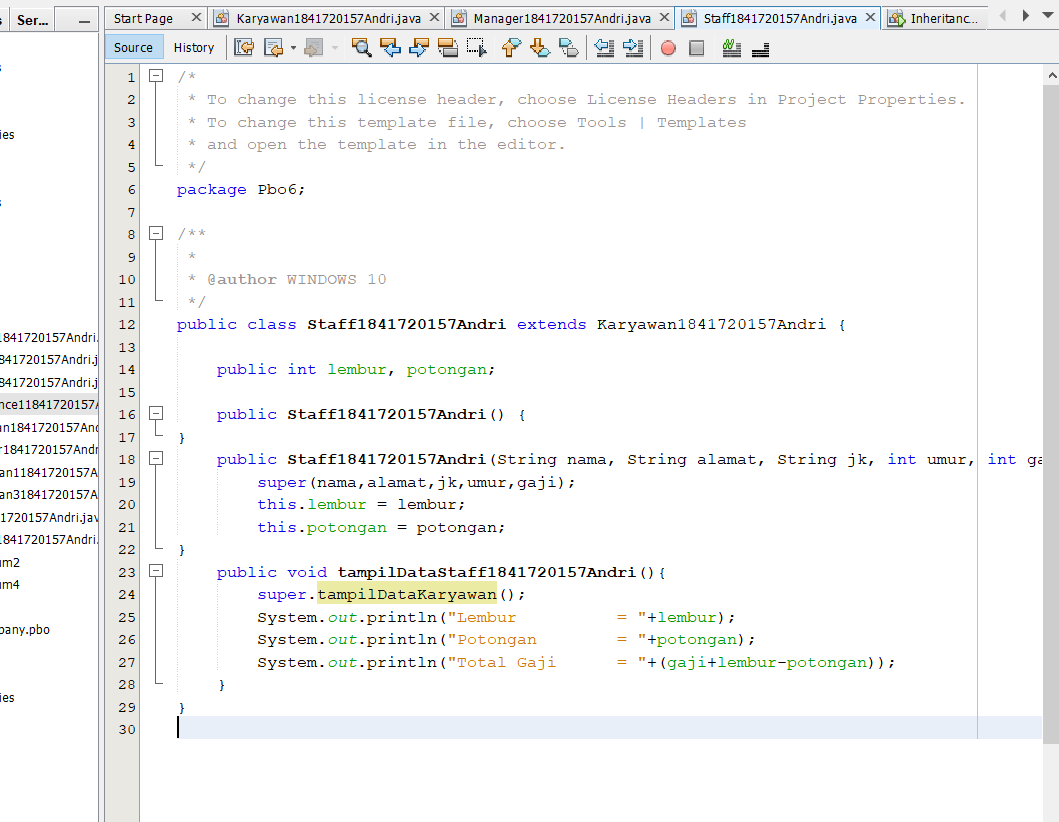 Ser...
Start Page
Karyawan1841720157Andri.java
Manager1841720157Andri.java
Staff1841720157Andri.java
Inheritanc...
Source
History
1 /*
2 * To change this license header, choose License Headers in Project Properties.
3 * To change this template file, choose Tools | Templates
4 * and open the template in the editor.
5 */
6 package Pbo6;
7
8 /**
9 *
10 * @author WINDOWS 10
11 */
12 public class Staff1841720157Andri extends Karyawan1841720157Andri {
13
14 public int lembur, potongan;
15
16 public Staff1841720157Andri() {
17 }
18 public Staff1841720157Andri(String nama, String alamat, String jk, int umur, int ga
19 super(nama,alamat,jk,umur,gaji);
20 this.lembur = lembur;
21 this.potongan = potongan;
22 }
23 public void tampilDataStaff1841720157Andri(){
24 super.tampilDataKaryawan();
25 System.out.println("Lembur          = "+lembur);
26 System.out.println("Potongan        = "+potongan);
27 System.out.println("Total Gaji      = "+(gaji+lembur-potongan));
28 }
29 }
30
ies
1841720157Andri.
841720157Andri.j
841720157Andri.j
nce11841720157A
an1841720157And
r1841720157Andr
an11841720157A
an31841720157A
1720157Andri.jav
1841720157Andri.
um2
um4
pany.pbo
ies